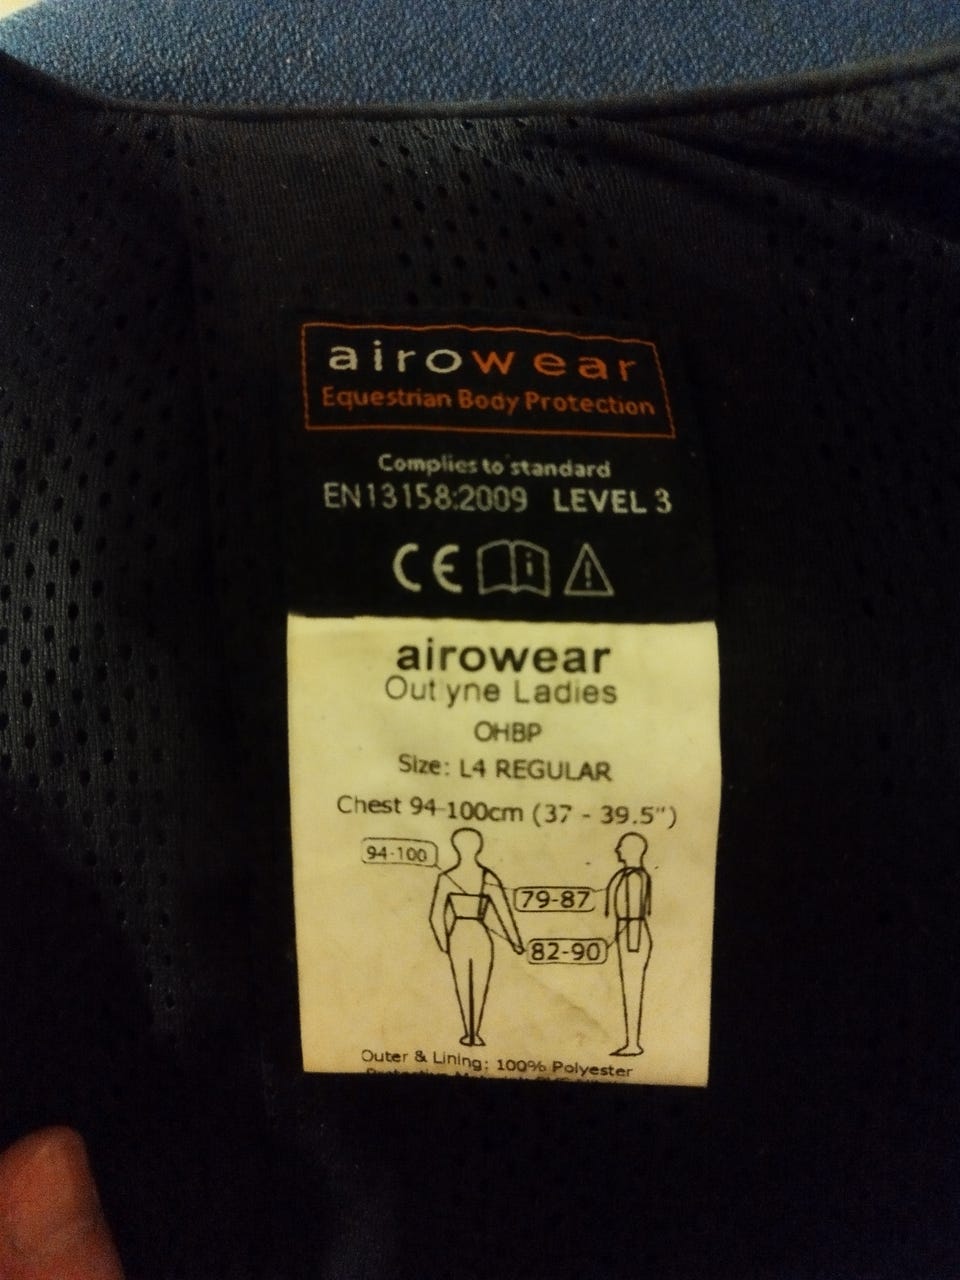 airowear
Equestrian Body Protection
Complies to standard
EN13158:2009 LEVEL 3
CE
airowear
Outlyne Ladies
OHBP
Size: L4 REGULAR
Chest 94-100cm (37 - 39.5")
94-100
79-87
82-90
Outer & Lining: 100% Polyester